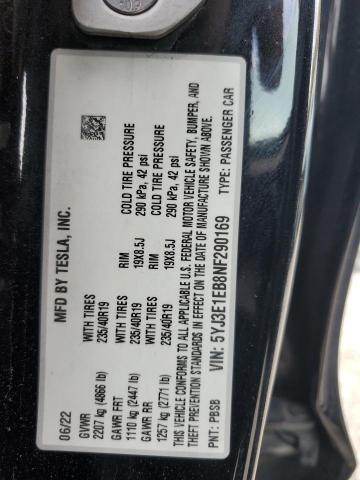 MFD BY TESLA, INC.
06/22
GVWR
2207 kg (4866 lb)
GAWR FRT WITH TIRES RIM COLD TIRE PRESSURE
1110 kg (2447 lb) 235/40R19 19X8.5J 290 kPa, 42 psi
GAWR RR WITH TIRES RIM COLD TIRE PRESSURE
1257 kg (2771 lb) 235/40R19 19X8.5J 290 kPa, 42 psi
THIS VEHICLE CONFORMS TO ALL APPLICABLE U.S. FEDERAL MOTOR VEHICLE SAFETY, BUMPER, AND
THEFT PREVENTION STANDARDS IN EFFECT ON THE DATE OF MANUFACTURE SHOWN ABOVE.
PNT: PBSB VIN: 5YJ3E1EB8NF290169 TYPE: PASSENGER CAR